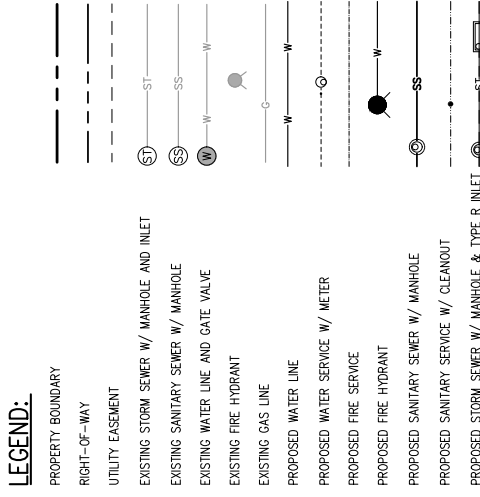 LEGEND:
PROPERTY BOUNDARY
RIGHT-OF-WAY
UTILITY EASEMENT
EXISTING STORM SEWER W/ MANHOLE AND INLET ST ST
EXISTING SANITARY SEWER W/ MANHOLE SS SS
EXISTING WATER LINE AND GATE VALVE W W W
EXISTING FIRE HYDRANT
EXISTING GAS LINE G
PROPOSED WATER LINE W W
PROPOSED WATER SERVICE W/ METER
PROPOSED FIRE SERVICE
PROPOSED FIRE HYDRANT W
PROPOSED SANITARY SEWER W/ MANHOLE SS
PROPOSED SANITARY SERVICE W/ CLEANOUT
PROPOSED STORM SEWER W/ MANHOLE & TYPE R INLET ST